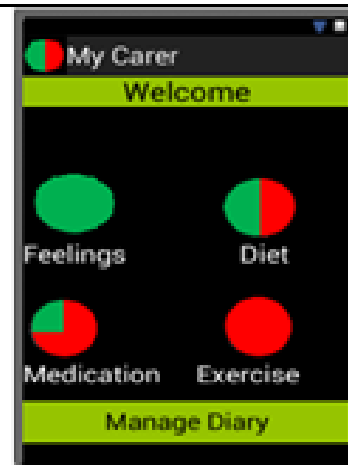 My Carer
Welcome
Feelings Diet
Medication Exercise
Manage Diary